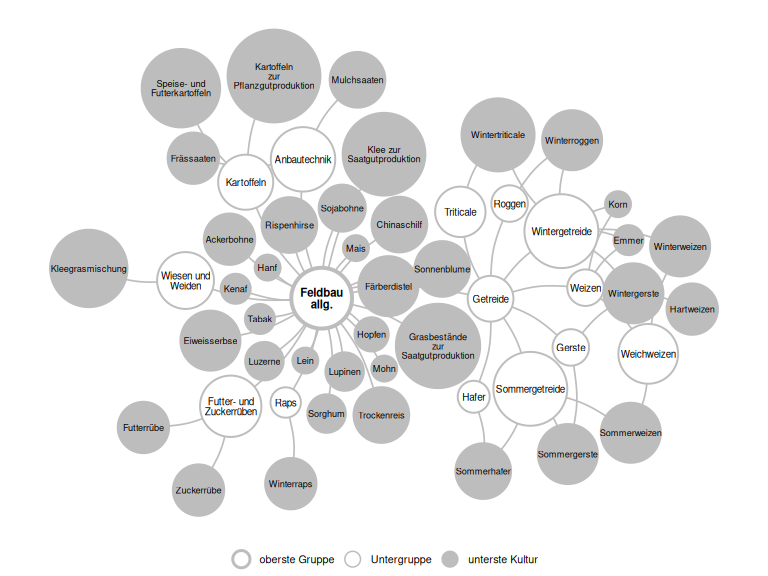 Kartoffeln
zur
Pflanzgutproduktion
Speise- und
Futterkartoffeln
Mulchsaaten
Wintertriticale
Winterroggen
Klee zur
Saatgutproduktion
Frässaaten
Anbautechnik
Kartoffeln
Korn
Roggen
Triticale
Sojabohne
Rispenhirse
Chinaschilf
Wintergetreide
Ackerbohne
Emmer
Winterweizen
Mais
Kleegrasmischung
Hanf
Sonnenblume
Wiesen und
Weiden
Kenaf
Färberdistel
Weizen
Wintergerste
Feldbau
allg.
Getreide
Hartweizen
Tabak
Hopfen
Eiweisserbse
Grasbestände
zur
Saatgutproduktion
Gerste
Weichweizen
Luzerne
Lein
Lupinen
Mohn
Sommergetreide
Hafer
Futter- und
Zuckerrüben
Raps
Sorghum
Trockenreis
Futterrübe
Sommerweizen
Sommergerste
Sommerhafer
Zuckerrübe
Winterraps
oberste Gruppe
Untergruppe
unterste Kultur